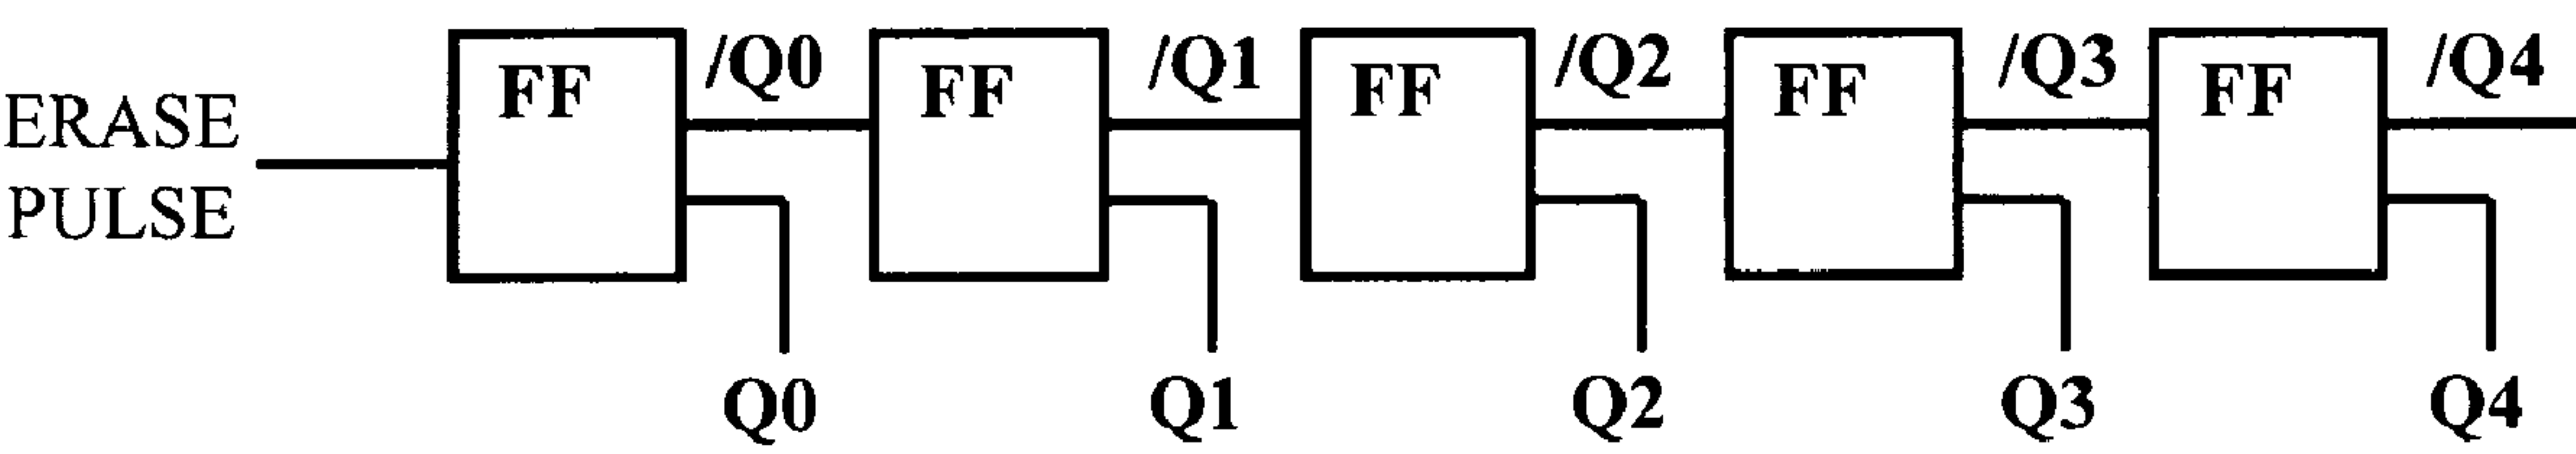 /Q0 /Q1 /Q2 /Q3 /Q4
FF FF FF FF FF
ERASE
PULSE
Q0 Q1 Q2 Q3 Q4